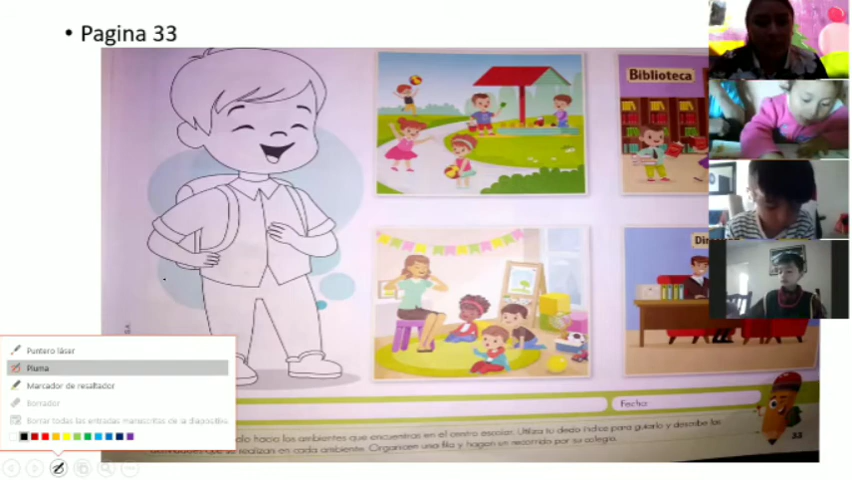 • Pagina 33
Biblioteca
Puntero láser
Pluma
Marcador de resaltador
Borrador
Borrar todas las entradas manuscritas de la diapositiva
Fecha:
hacia los ambientes que encuentras en el centro escolar. Utiliza tu dedo índice para guiarlo y describe las
actividades que se realizan en cada ambiente. Organicen una fila y hagan un recorrido por su colegio.
33